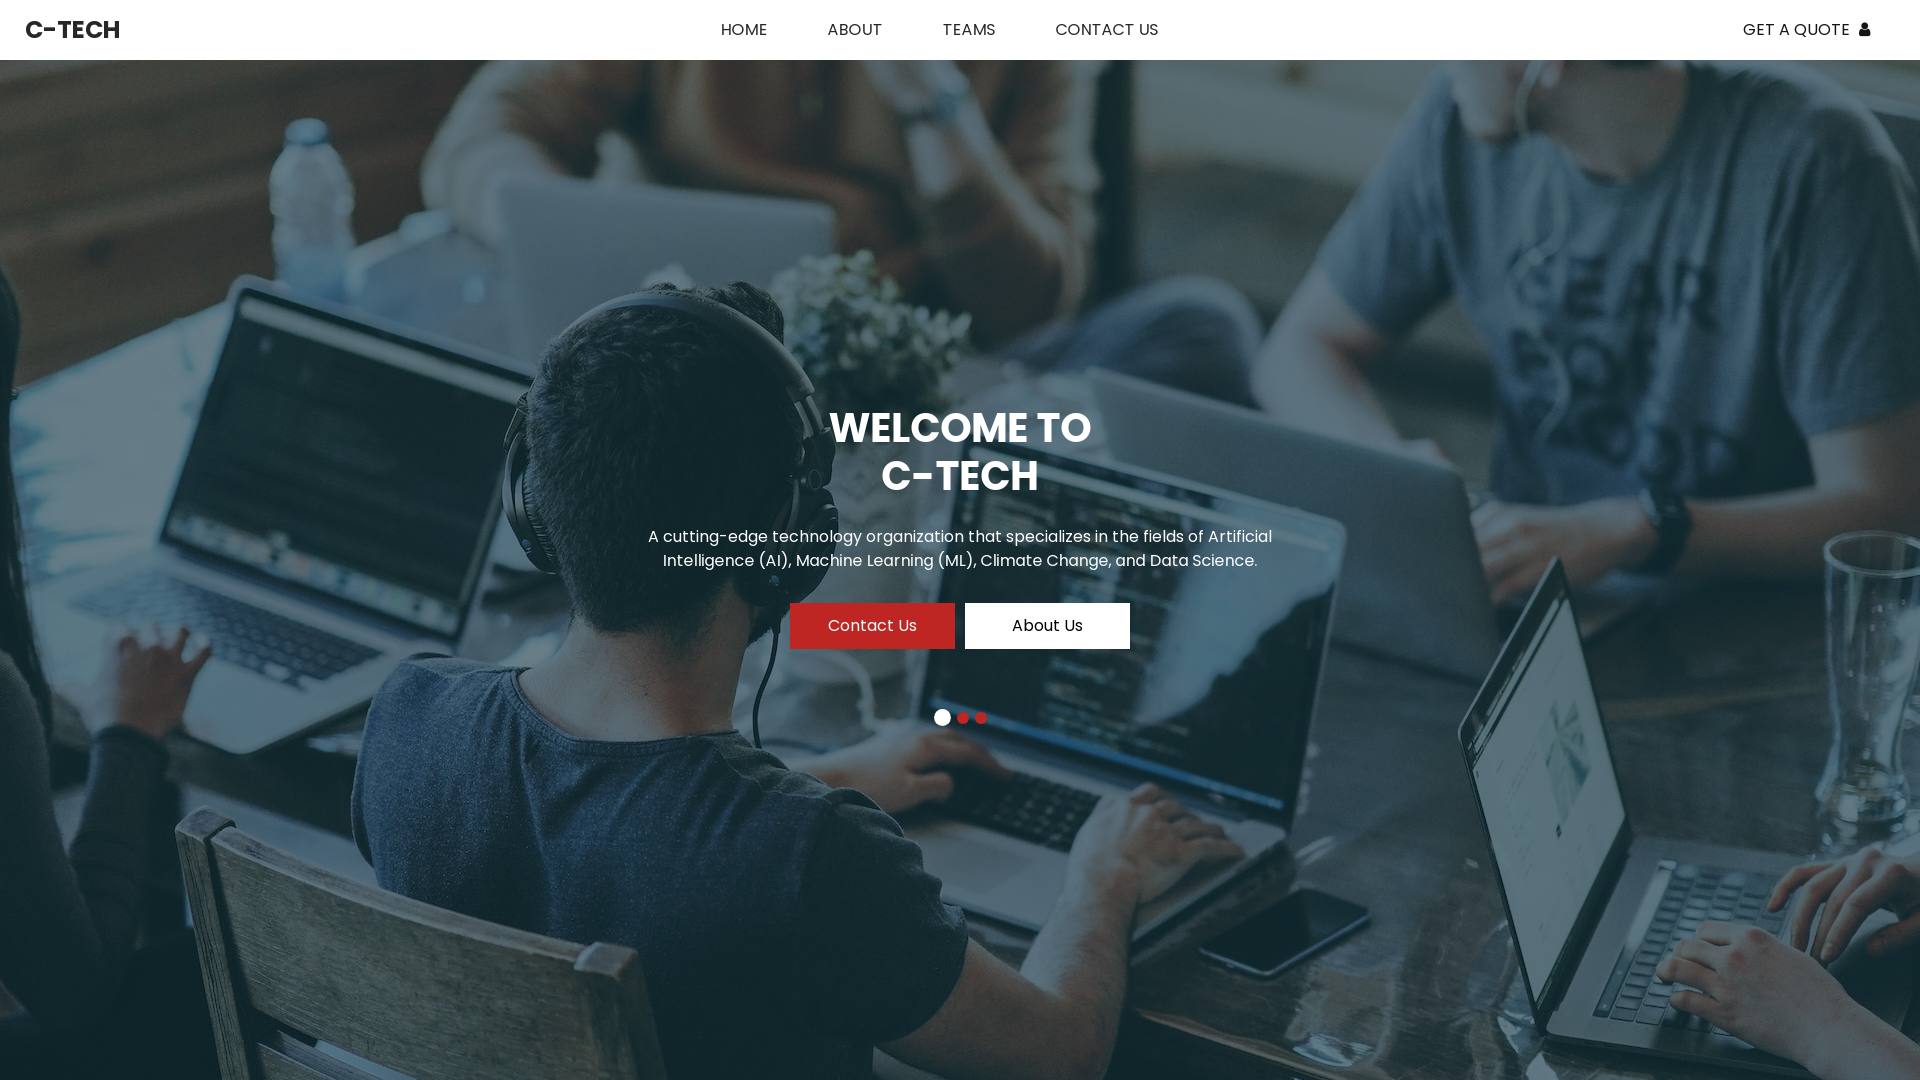 C-TECH
HOME
ABOUT
TEAMS
CONTACT US
GET A QUOTE
WELCOME TO
C-TECH
A cutting-edge technology organization that specializes in the fields of Artificial
Intelligence (AI), Machine Learning (ML), Climate Change, and Data Science.
Contact Us
About Us